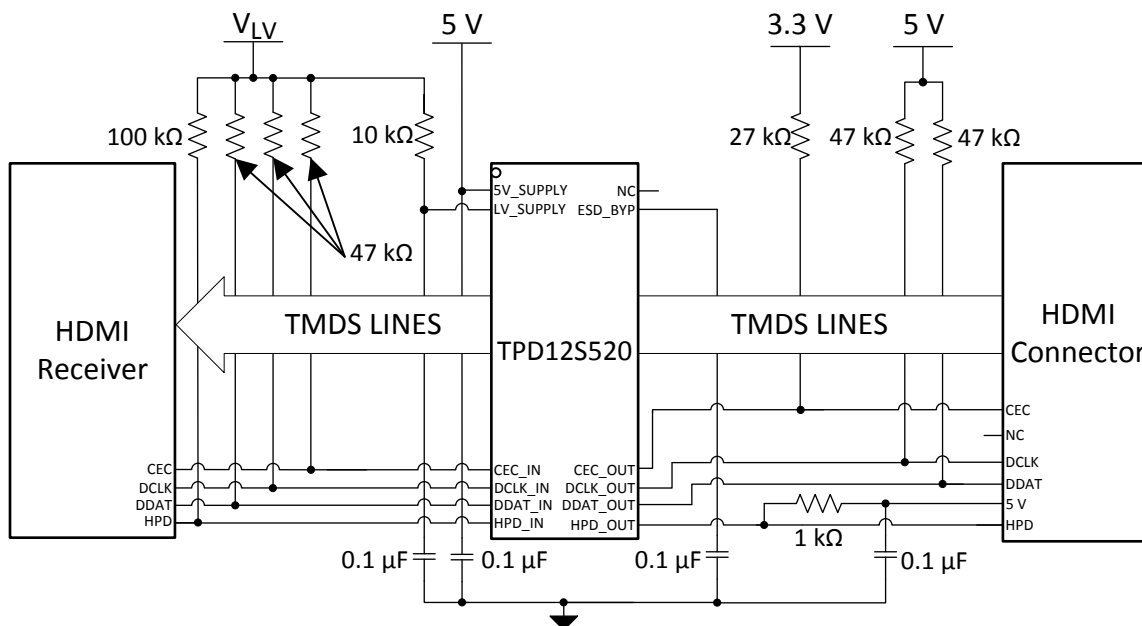 V_LV
5 V
3.3 V
5 V
100 kΩ
10 kΩ
27 kΩ
47 kΩ
47 kΩ
47 kΩ
5V_SUPPLY
LV_SUPPLY
NC
ESD_BYP
HDMI
Receiver
TMDS LINES
TPD12S520
TMDS LINES
HDMI
Connector
CEC
DCLK
DDAT
HPD
CEC_IN
DCLK_IN
DDAT_IN
HPD_IN
CEC_OUT
DCLK_OUT
DDAT_OUT
HPD_OUT
CEC
NC
DCLK
DDAT
5 V
HPD
1 kΩ
0.1 µF
0.1 µF
0.1 µF
0.1 µF